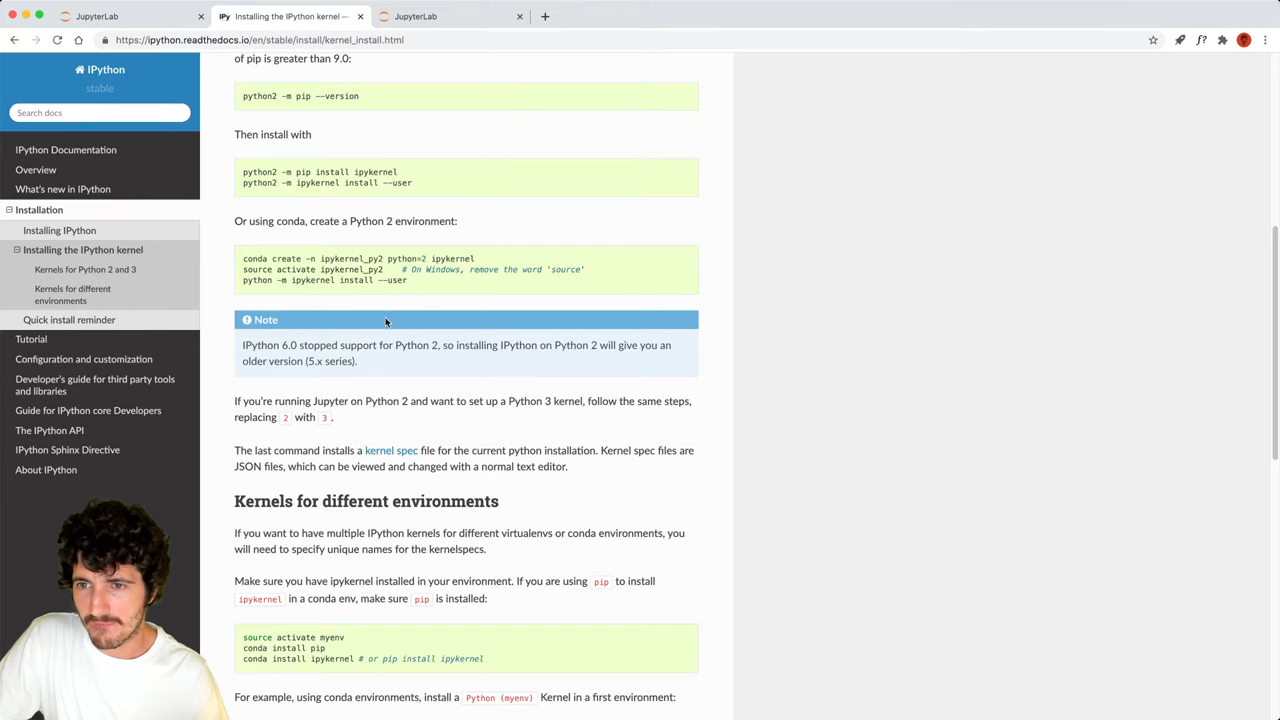 JupyterLab
IPy Installing the IPython kernel —
JupyterLab
https://ipython.readthedocs.io/en/stable/install/kernel_install.html
f?
IPython
stable
Search docs
IPython Documentation
Overview
What's new in IPython
Installation
Installing IPython
Installing the IPython kernel
Kernels for Python 2 and 3
Kernels for different
environments
Quick install reminder
Tutorial
Configuration and customization
Developer's guide for third party tools
and libraries
Guide for IPython core Developers
The IPython API
IPython Sphinx Directive
About IPython
of pip is greater than 9.0:
python2 -m pip --version
Then install with
python2 -m pip install ipykernel
python2 -m ipykernel install --user
Or using conda, create a Python 2 environment:
conda create -n ipykernel_py2 python=2 ipykernel
source activate ipykernel_py2    # On Windows, remove the word 'source'
python -m ipykernel install --user
Note
IPython 6.0 stopped support for Python 2, so installing IPython on Python 2 will give you an
older version (5.x series).
If you're running Jupyter on Python 2 and want to set up a Python 3 kernel, follow the same steps,
replacing 2 with 3 .
The last command installs a kernel spec file for the current python installation. Kernel spec files are
JSON files, which can be viewed and changed with a normal text editor.
Kernels for different environments
If you want to have multiple IPython kernels for different virtualenvs or conda environments, you
will need to specify unique names for the kernelspecs.
Make sure you have ipykernel installed in your environment. If you are using pip to install
ipykernel in a conda env, make sure pip is installed:
source activate myenv
conda install pip
conda install ipykernel # or pip install ipykernel
For example, using conda environments, install a Python (myenv) Kernel in a first environment: